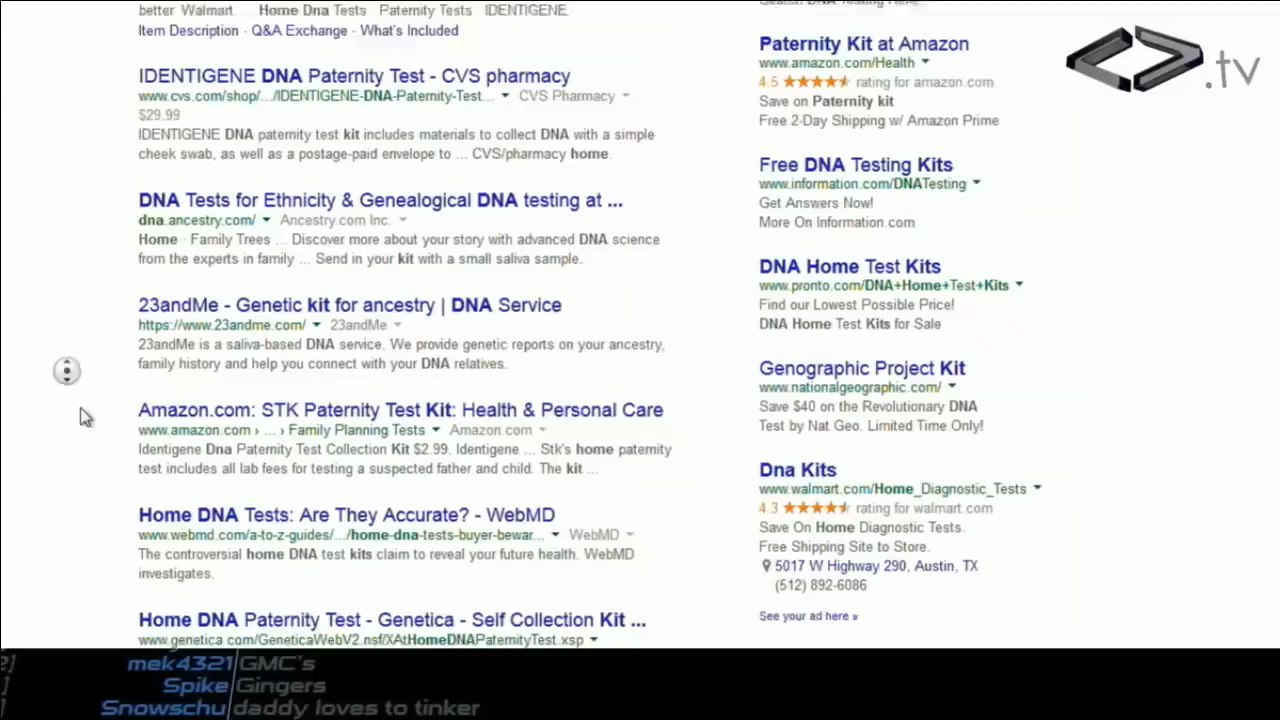 better Walmart. Home Dna Tests Paternity Tests IDENTIGENE.
Item Description - Q&A Exchange - What's Included
IDENTIGENE DNA Paternity Test - CVS pharmacy
www.cvs.com/shop/.../IDENTIGENE-DNA-Paternity-Test... CVS Pharmacy
$29.99
IDENTIGENE DNA paternity test kit includes materials to collect DNA with a simple
cheek swab, as well as a postage-paid envelope to ... CVS/pharmacy home.
DNA Tests for Ethnicity & Genealogical DNA testing at ...
dna.ancestry.com/ Ancestry.com Inc.
Home · Family Trees ... Discover more about your story with advanced DNA science
from the experts in family ... Send in your kit with a small saliva sample.
23andMe - Genetic kit for ancestry | DNA Service
https://www.23andme.com/ 23andMe
23andMe is a saliva-based DNA service. We provide genetic reports on your ancestry,
family history and help you connect with your DNA relatives.
Amazon.com: STK Paternity Test Kit: Health & Personal Care
www.amazon.com › ... › Family Planning Tests Amazon.com
Identigene Dna Paternity Test Collection Kit $2.99. Identigene ... Stk's home paternity
test includes all lab fees for testing a suspected father and child. The kit ...
Home DNA Tests: Are They Accurate? - WebMD
www.webmd.com/a-to-z-guides/.../home-dna-tests-buyer-bewar... WebMD
The controversial home DNA test kits claim to reveal your future health. WebMD
investigates.
Home DNA Paternity Test - Genetica - Self Collection Kit ...
www.genetica.com/GeneticaWebV2.nsf/XAtHomeDNAPaternityTest.xsp
Paternity Kit at Amazon
www.amazon.com/Health
4.5 ★★★★★ rating for amazon.com
Save on Paternity kit
Free 2-Day Shipping w/ Amazon Prime
Free DNA Testing Kits
www.information.com/DNATesting
Get Answers Now!
More On Information.com
DNA Home Test Kits
www.pronto.com/DNA+Home+Test+Kits
Find our Lowest Possible Price!
DNA Home Test Kits for Sale
Genographic Project Kit
www.nationalgeographic.com/
Save $40 on the Revolutionary DNA
Test by Nat Geo. Limited Time Only!
Dna Kits
www.walmart.com/Home_Diagnostic_Tests
4.3 ★★★★★ rating for walmart.com
Save On Home Diagnostic Tests.
Free Shipping Site to Store.
5017 W Highway 290, Austin, TX
(512) 892-6086
See your ad here »
.tv
mek4321 GMC's
Spike Gingers
Snowschu daddy loves to tinker